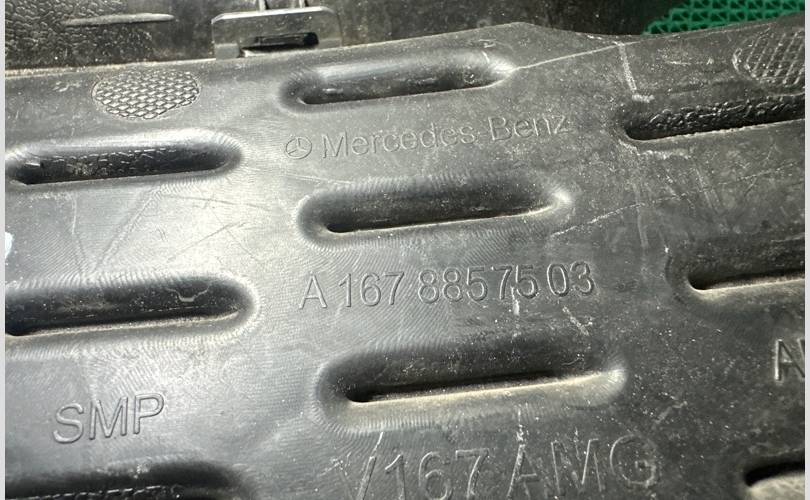 Mercedes-Benz
A 167 885 75 03
SMP
V167 AMG